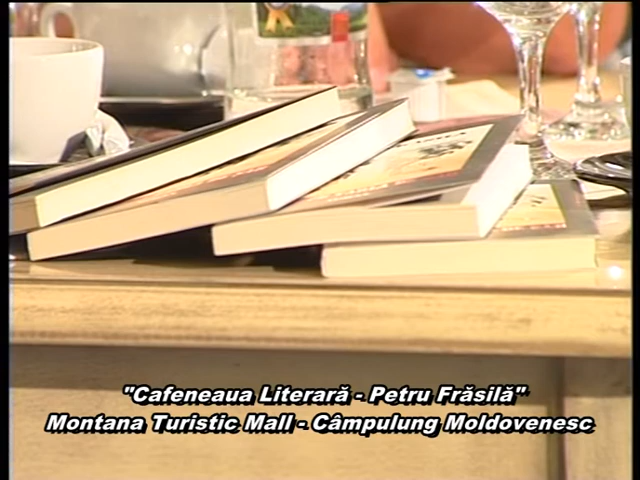 "Cafeneaua Literară - Petru Frăsilă"
Montana Turistic Mall - Câmpulung Moldovenesc